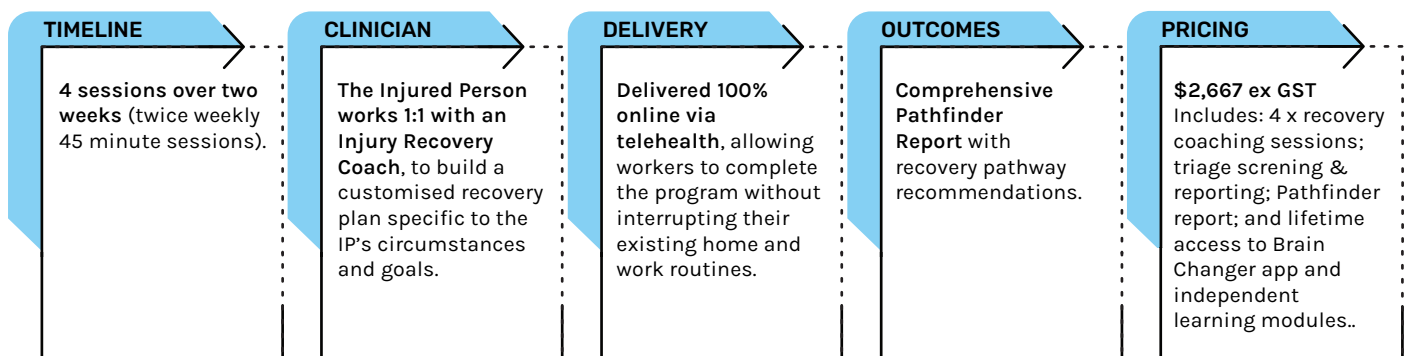 TIMELINE
4 sessions over two
weeks (twice weekly
45 minute sessions).
CLINICIAN
The Injured Person
works 1:1 with an
Injury Recovery
Coach, to build a
customised recovery
plan specific to the
IP's circumstances
and goals.
DELIVERY
Delivered 100%
online via
telehealth, allowing
workers to complete
the program without
interrupting their
existing home and
work routines.
OUTCOMES
Comprehensive
Pathfinder
Report with
recovery pathway
recommendations.
PRICING
$2,667 ex GST
Includes: 4 x recovery
coaching sessions;
triage screning &
reporting; Pathfinder
report; and lifetime
access to Brain
Changer app and
independent
learning modules..